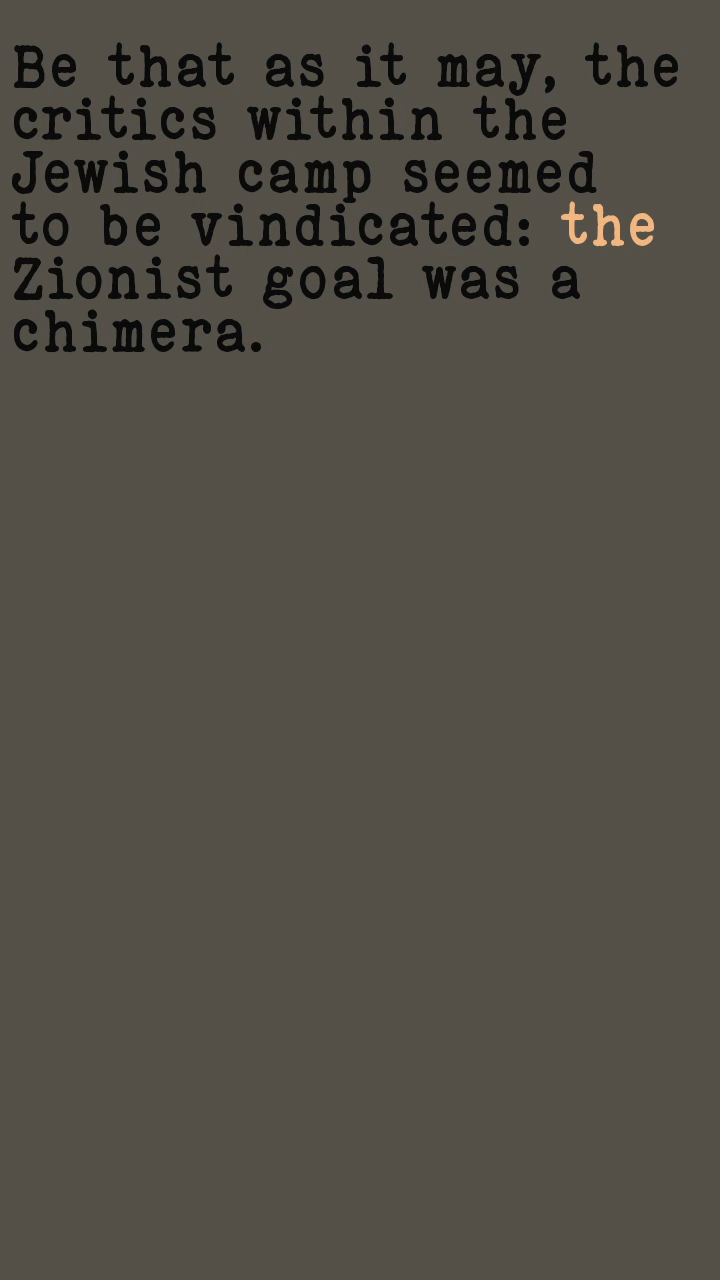 Be that as it may, the
critics within the
Jewish camp seemed
to be vindicated: the
Zionist goal was a
chimera.